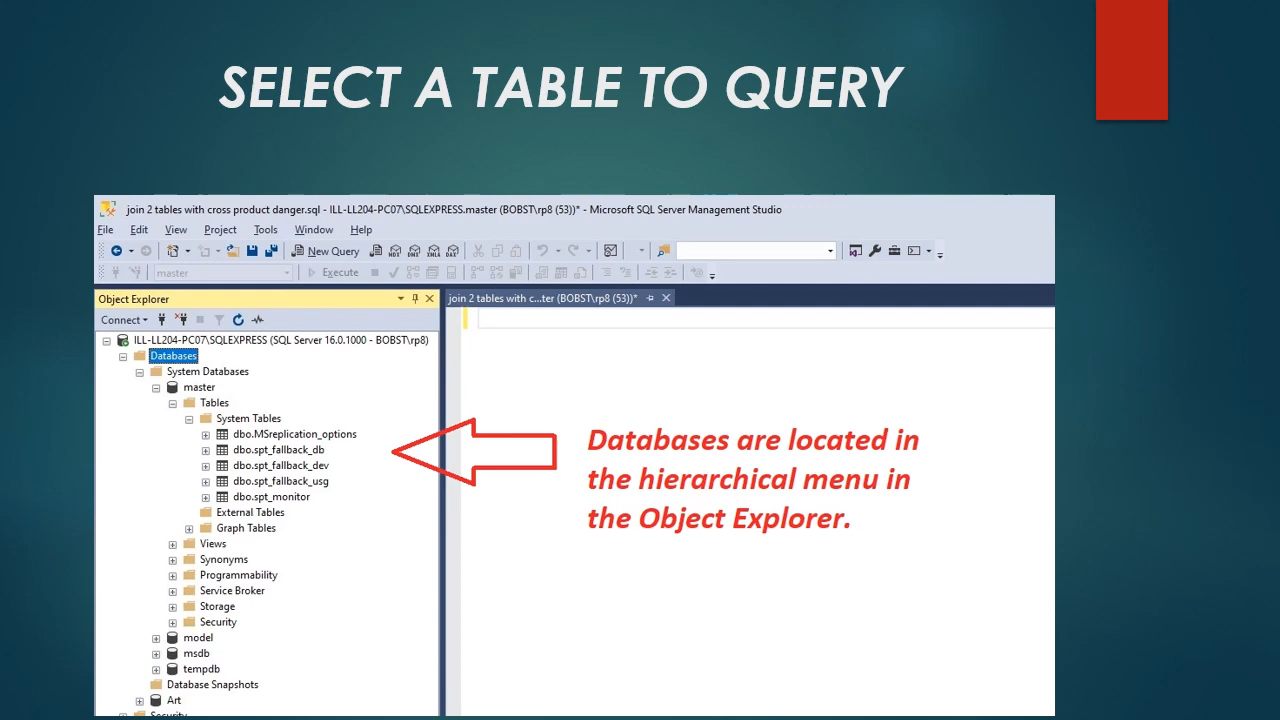 SELECT A TABLE TO QUERY
join 2 tables with cross product danger.sql - ILL-LL204-PC07\SQLEXPRESS.master (BOBST\rp8 (53))* - Microsoft SQL Server Management Studio
File Edit View Project Tools Window Help
New Query MDX DMX XMLA DAX
master Execute
Object Explorer
join 2 tables with c...ter (BOBST\rp8 (53))*
Connect
ILL-LL204-PC07\SQLEXPRESS (SQL Server 16.0.1000 - BOBST\rp8)
Databases
System Databases
master
Tables
System Tables
dbo.MSreplication_options
dbo.spt_fallback_db
dbo.spt_fallback_dev
dbo.spt_fallback_usg
dbo.spt_monitor
External Tables
Graph Tables
Views
Synonyms
Programmability
Service Broker
Storage
Security
model
msdb
tempdb
Database Snapshots
Art
Security
Databases are located in
the hierarchical menu in
the Object Explorer.